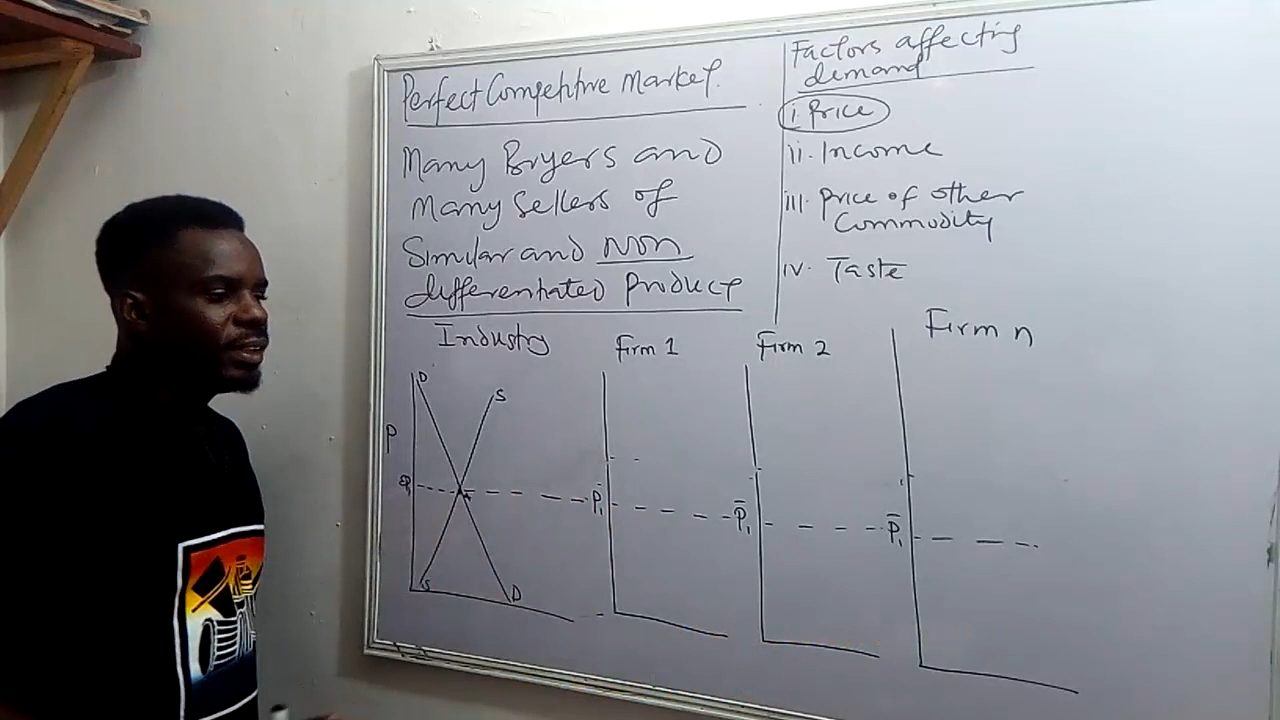 Perfect Competitive Market.
Many Buyers and
Many Sellers of
Similar and Non
differentiated Product
Factors affecting
demand
i. Price
ii. Income
iii. Price of other
Commodity
iv. Taste
Industry
Firm 1
Firm 2
Firm n
D
S
P
P̄₁
P̄₁
P̄₁
S
D